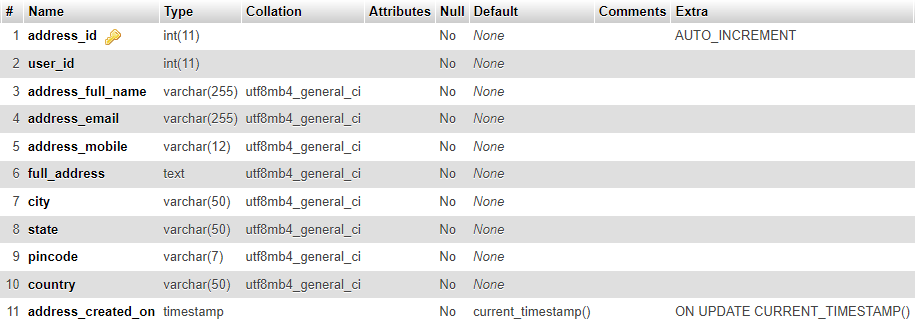 # Name Type Collation Attributes Null Default Comments Extra
1 address_id int(11) No None AUTO_INCREMENT
2 user_id int(11) No None
3 address_full_name varchar(255) utf8mb4_general_ci No None
4 address_email varchar(255) utf8mb4_general_ci No None
5 address_mobile varchar(12) utf8mb4_general_ci No None
6 full_address text utf8mb4_general_ci No None
7 city varchar(50) utf8mb4_general_ci No None
8 state varchar(50) utf8mb4_general_ci No None
9 pincode varchar(7) utf8mb4_general_ci No None
10 country varchar(50) utf8mb4_general_ci No None
11 address_created_on timestamp No current_timestamp() ON UPDATE CURRENT_TIMESTAMP()